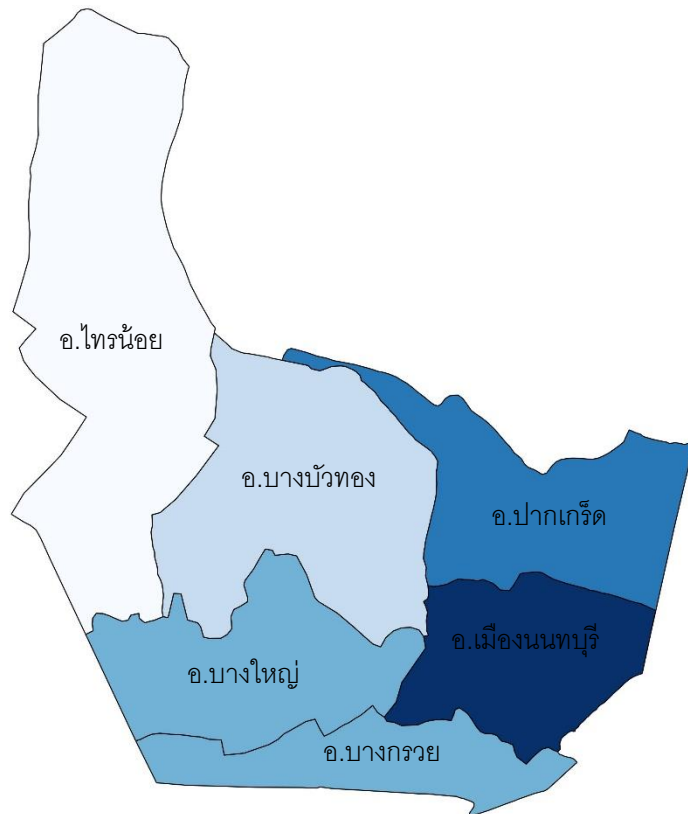 อ.ไทรน้อย
อ.บางบัวทอง
อ.ปากเกร็ด
อ.เมืองนนทบุรี
อ.บางใหญ่
อ.บางกรวย